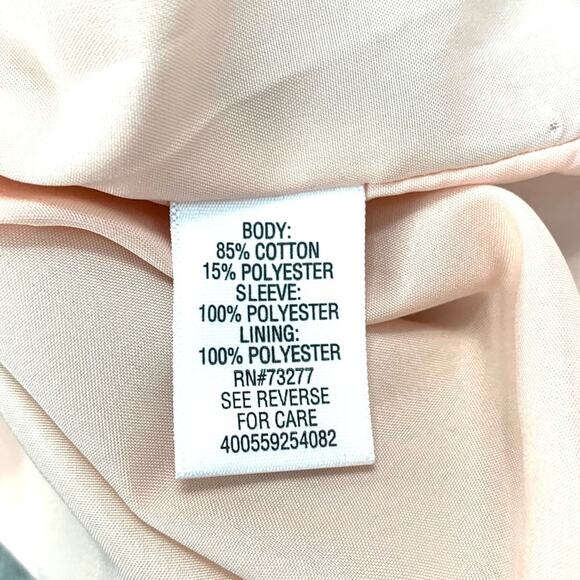 BODY:
85% COTTON
15% POLYESTER
SLEEVE:
100% POLYESTER
LINING:
100% POLYESTER
RN#73277
SEE REVERSE
FOR CARE
400559254082